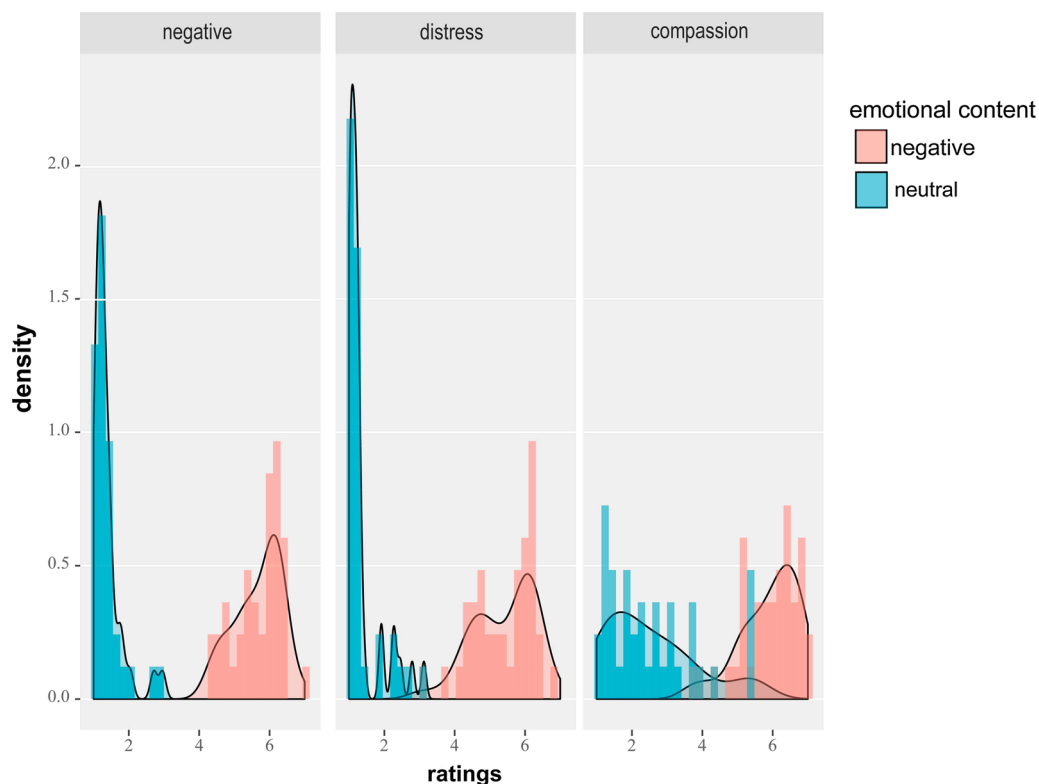 negative
distress
compassion
emotional content
negative
neutral
density
2.0
1.5
1.0
0.5
0.0
2 4 6
2 4 6
2 4 6
ratings